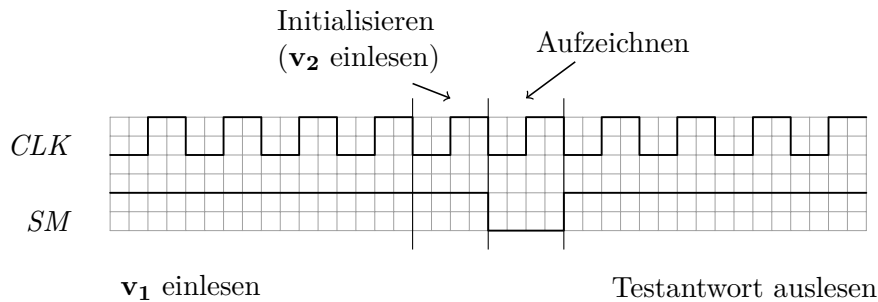 Initialisieren
(v₂ einlesen)
Aufzeichnen
CLK
SM
v₁ einlesen
Testantwort auslesen